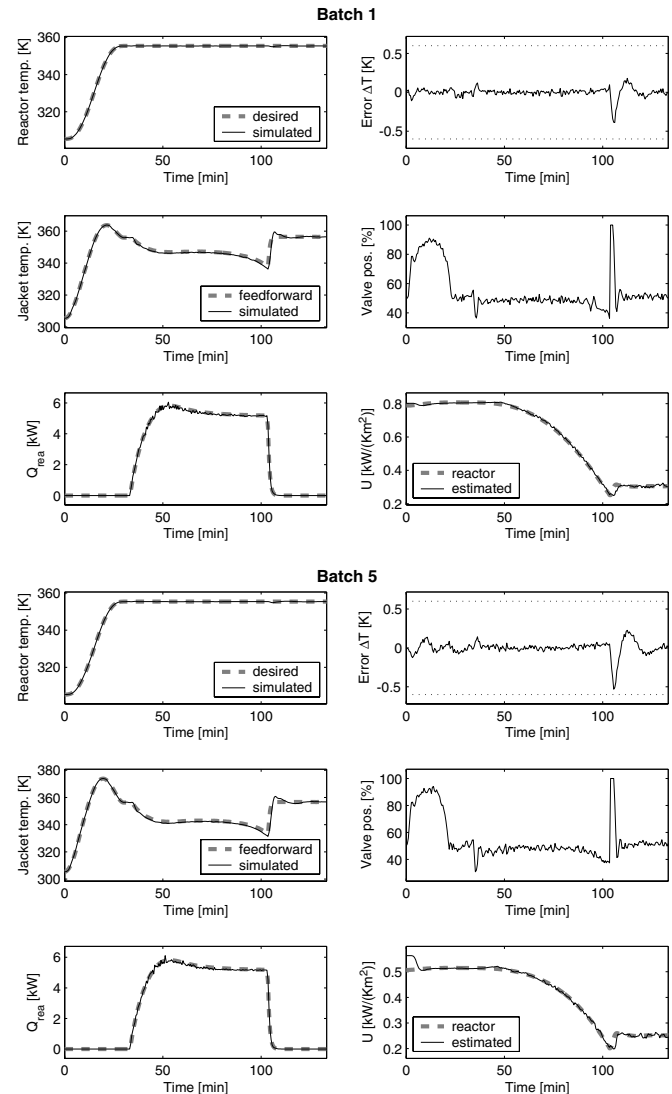 Batch 1
360
340
320
Reactor temp. [K]
desired
simulated
0 50 100
Time [min]
0.5
0
-0.5
Error ΔT [K]
0 50 100
Time [min]
360
340
320
300
Jacket temp. [K]
feedforward
simulated
0 50 100
Time [min]
100
80
60
40
Valve pos. [%]
0 50 100
Time [min]
6
4
2
0
Q_rea [kW]
0 50 100
Time [min]
0.8
0.6
0.4
0.2
U [kW/(Km²)]
reactor
estimated
0 50 100
Time [min]
Batch 5
360
340
320
Reactor temp. [K]
desired
simulated
0 50 100
Time [min]
0.5
0
-0.5
Error ΔT [K]
0 50 100
Time [min]
380
360
340
320
300
Jacket temp. [K]
feedforward
simulated
0 50 100
Time [min]
100
80
60
40
Valve pos. [%]
0 50 100
Time [min]
6
4
2
0
Q_rea [kW]
0 50 100
Time [min]
0.5
0.4
0.3
0.2
U [kW/(Km²)]
reactor
estimated
0 50 100
Time [min]